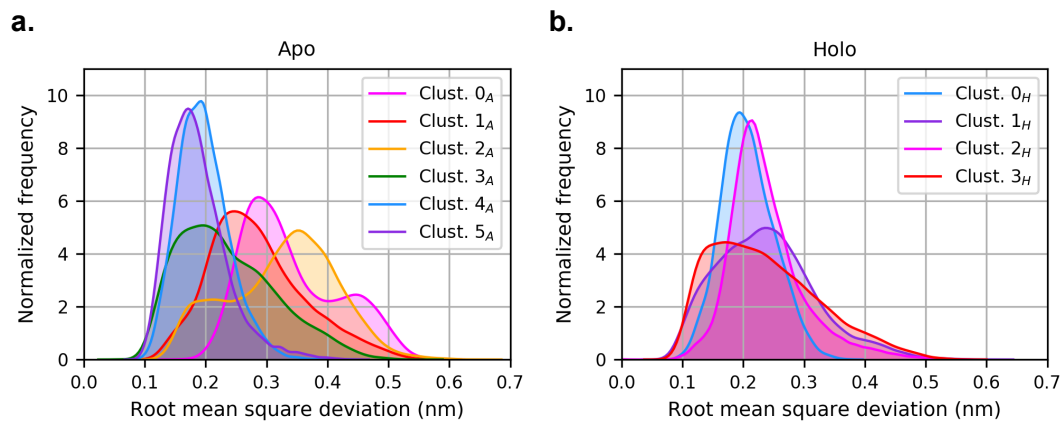 a.
Apo
Normalized frequency
10
8
6
4
2
0
0.0 0.1 0.2 0.3 0.4 0.5 0.6 0.7
Root mean square deviation (nm)
Clust. 0A
Clust. 1A
Clust. 2A
Clust. 3A
Clust. 4A
Clust. 5A
b.
Holo
Normalized frequency
10
8
6
4
2
0
0.0 0.1 0.2 0.3 0.4 0.5 0.6 0.7
Root mean square deviation (nm)
Clust. 0H
Clust. 1H
Clust. 2H
Clust. 3H